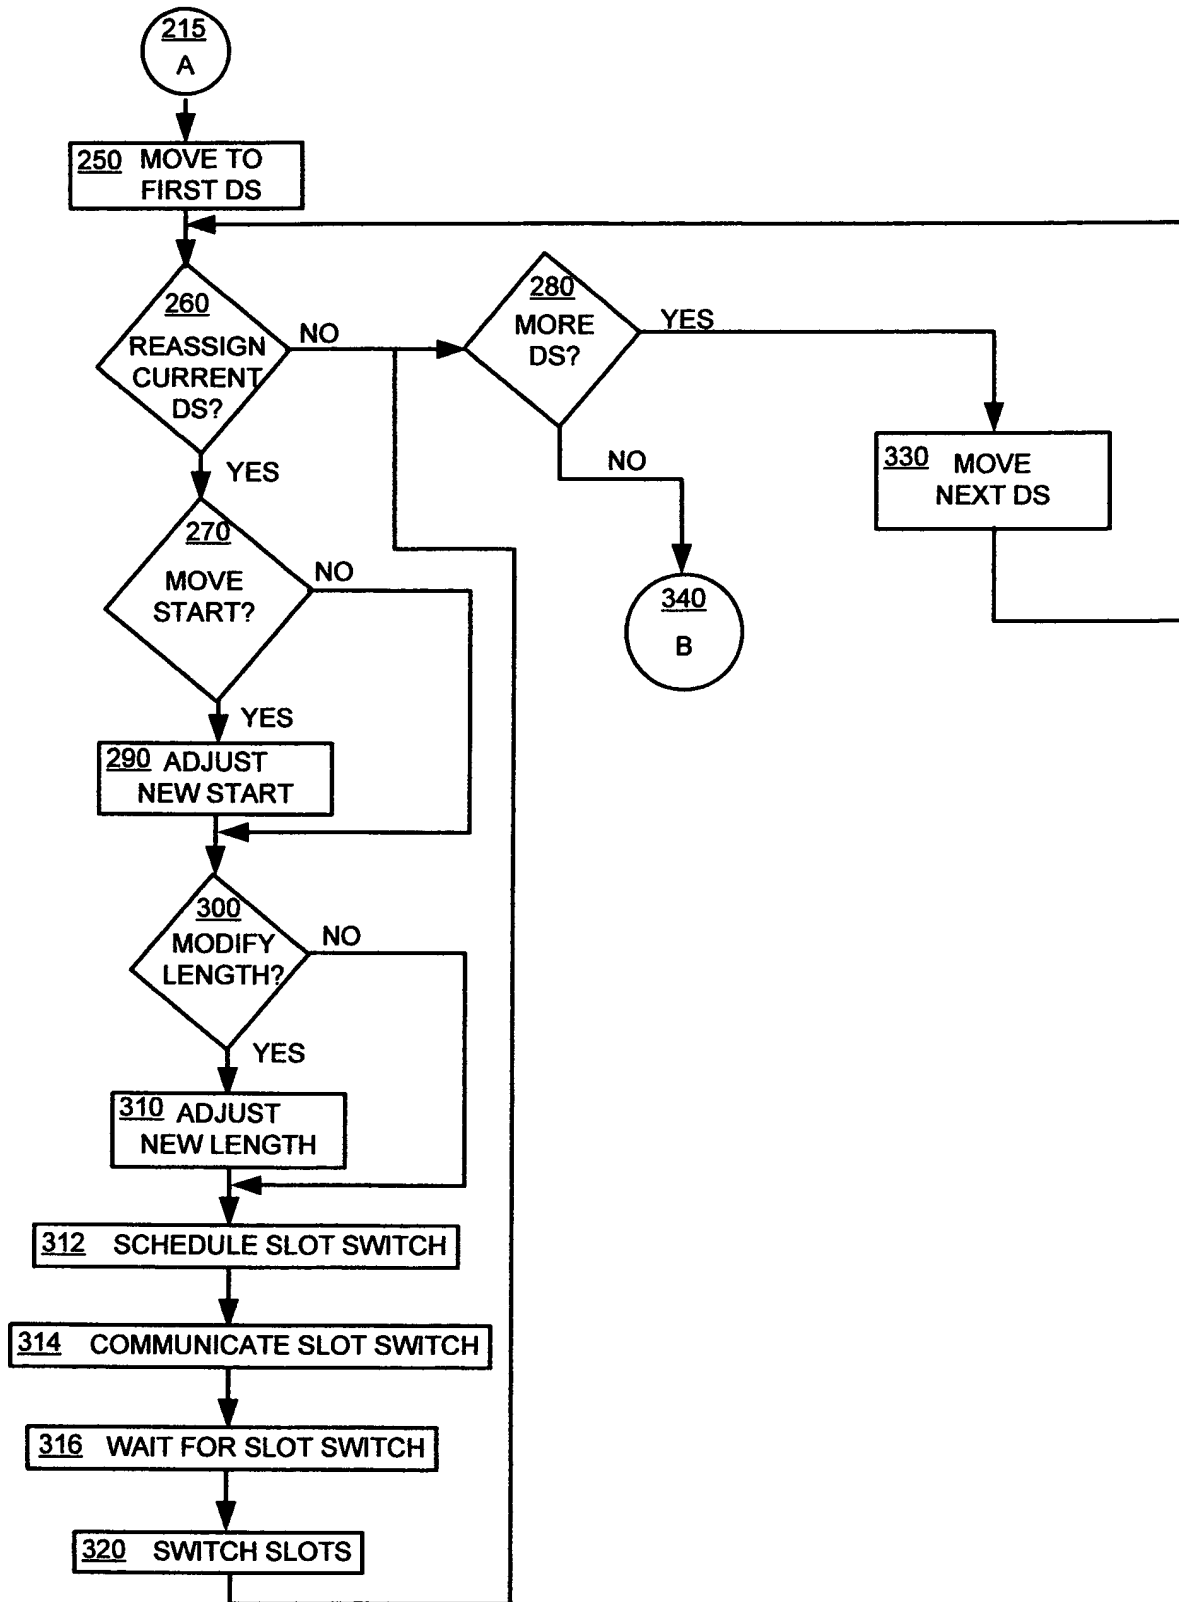 215
A
250 MOVE TO
FIRST DS
260
REASSIGN
CURRENT
DS?
NO
YES
280
MORE
DS?
YES
NO
330 MOVE
NEXT DS
340
B
270
MOVE
START?
NO
YES
290 ADJUST
NEW START
300
MODIFY
LENGTH?
NO
YES
310 ADJUST
NEW LENGTH
312 SCHEDULE SLOT SWITCH
314 COMMUNICATE SLOT SWITCH
316 WAIT FOR SLOT SWITCH
320 SWITCH SLOTS